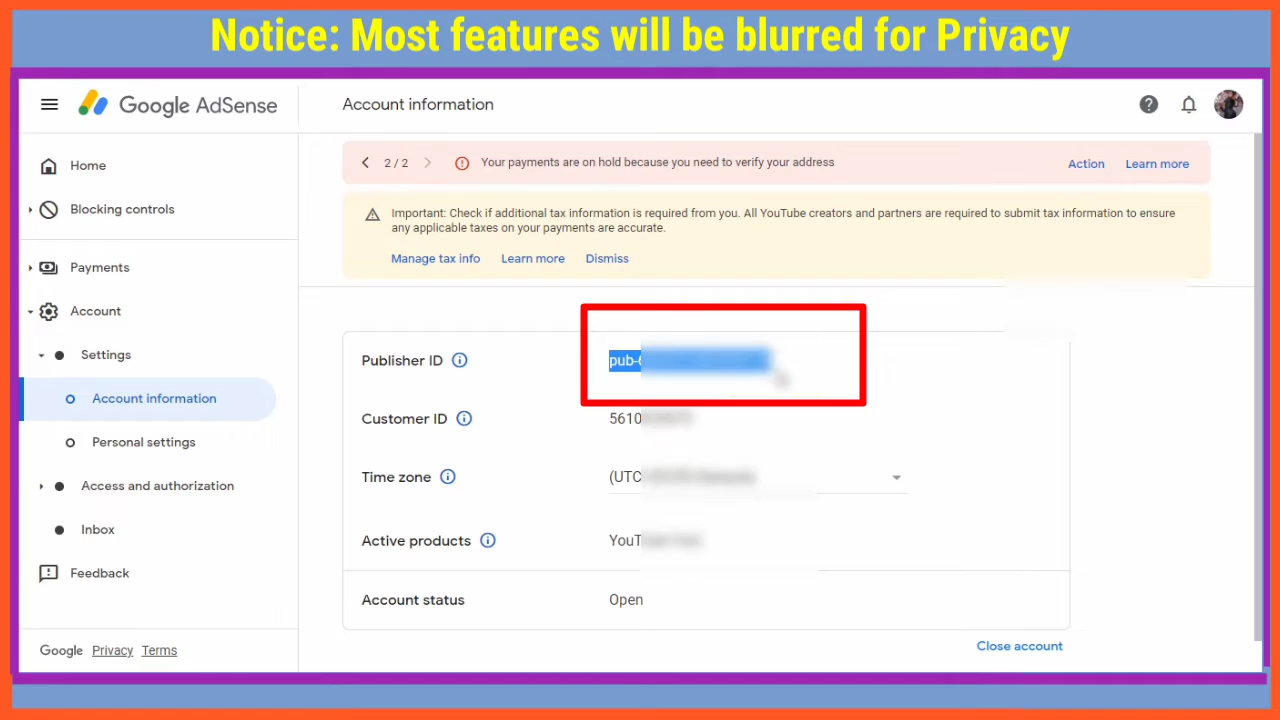 Notice: Most features will be blurred for Privacy
Google AdSense
Account information
Home
Blocking controls
Payments
Account
Settings
Account information
Personal settings
Access and authorization
Inbox
Feedback
Google Privacy Terms
2 / 2
Your payments are on hold because you need to verify your address
Action Learn more
Important: Check if additional tax information is required from you. All YouTube creators and partners are required to submit tax information to ensure
any applicable taxes on your payments are accurate.
Manage tax info Learn more Dismiss
Publisher ID pub-
Customer ID 5610
Time zone (UTC
Active products YouT
Account status Open
Close account